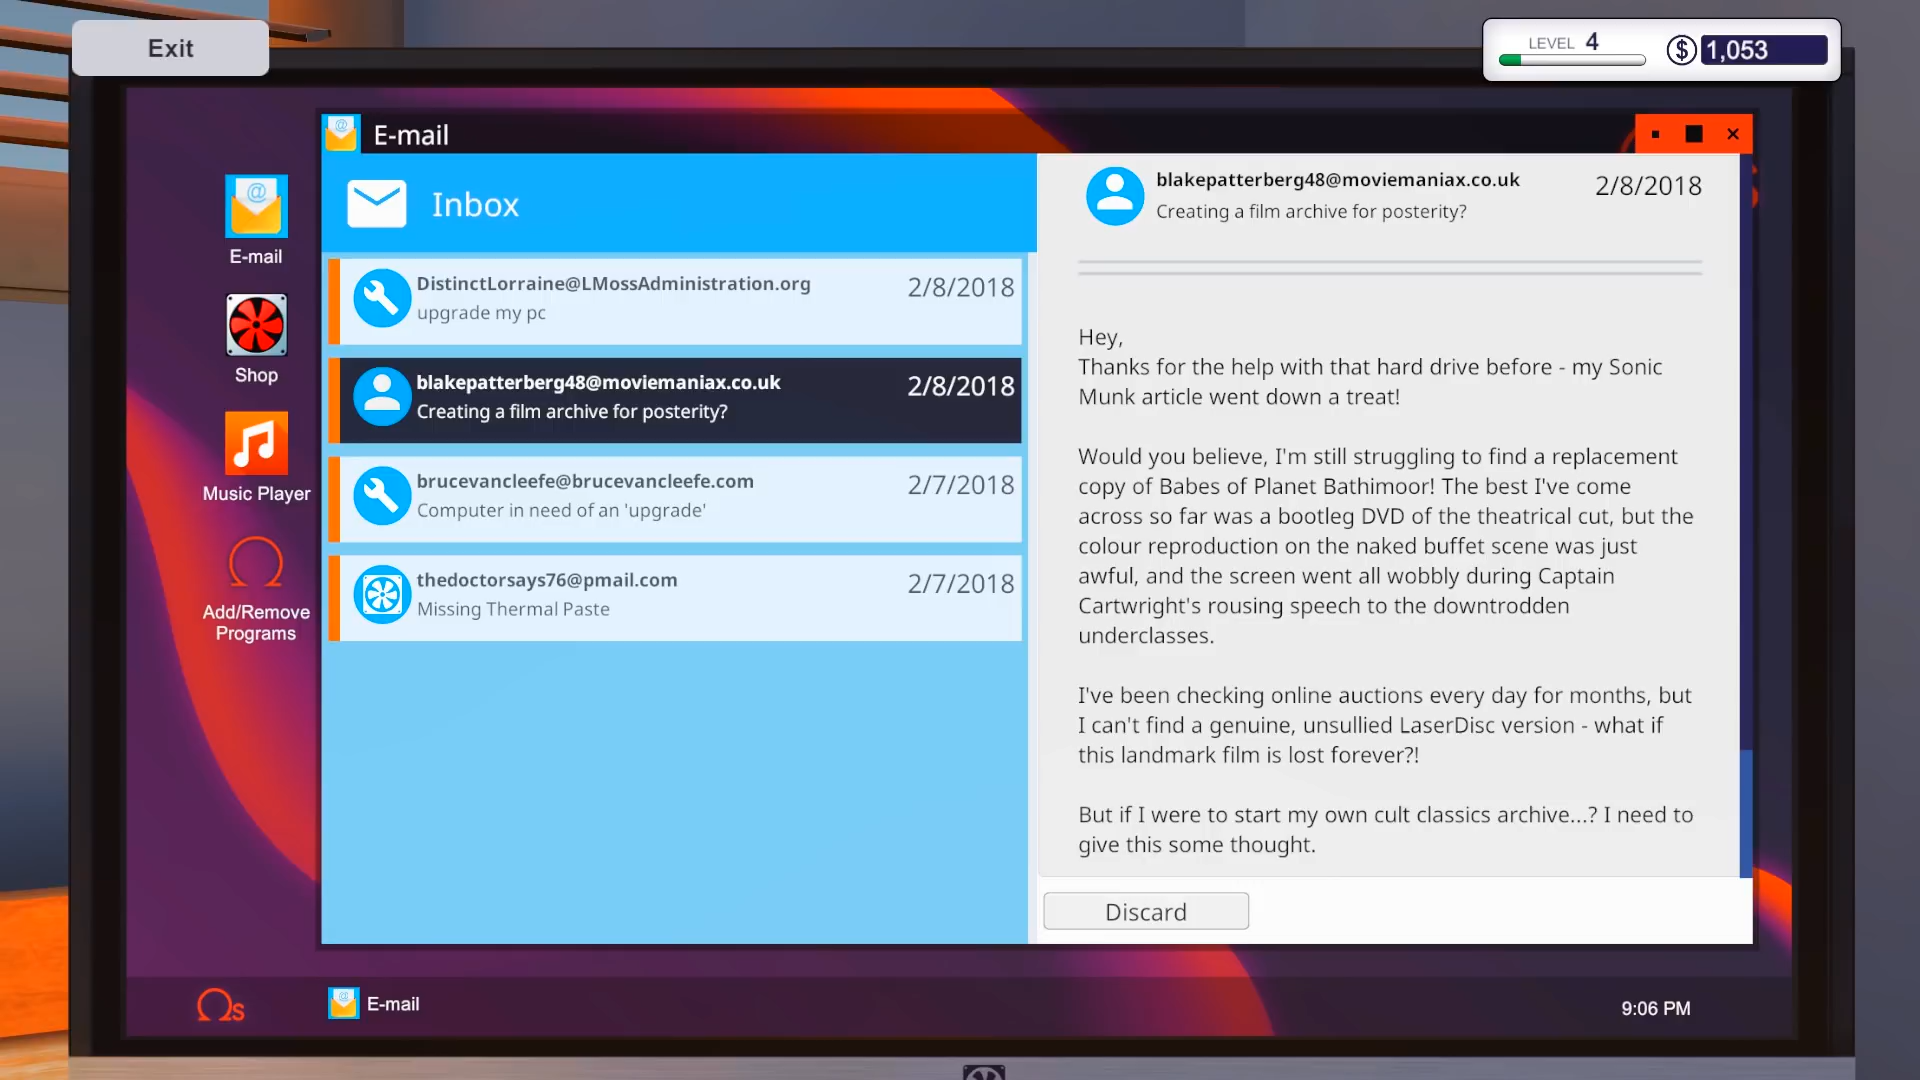 Exit
LEVEL 4
$ 1,053
E-mail
Inbox
E-mail
Shop
Music Player
Add/Remove
Programs
DistinctLorraine@LMossAdministration.org 2/8/2018
upgrade my pc
blakepatterberg48@moviemaniax.co.uk 2/8/2018
Creating a film archive for posterity?
brucevancleefe@brucevancleefe.com 2/7/2018
Computer in need of an 'upgrade'
thedoctorsays76@pmail.com 2/7/2018
Missing Thermal Paste
blakepatterberg48@moviemaniax.co.uk 2/8/2018
Creating a film archive for posterity?
Hey,
Thanks for the help with that hard drive before - my Sonic
Munk article went down a treat!
Would you believe, I'm still struggling to find a replacement
copy of Babes of Planet Bathimoor! The best I've come
across so far was a bootleg DVD of the theatrical cut, but the
colour reproduction on the naked buffet scene was just
awful, and the screen went all wobbly during Captain
Cartwright's rousing speech to the downtrodden
underclasses.
I've been checking online auctions every day for months, but
I can't find a genuine, unsullied LaserDisc version - what if
this landmark film is lost forever?!
But if I were to start my own cult classics archive...? I need to
give this some thought.
Discard
Ωs
E-mail
9:06 PM